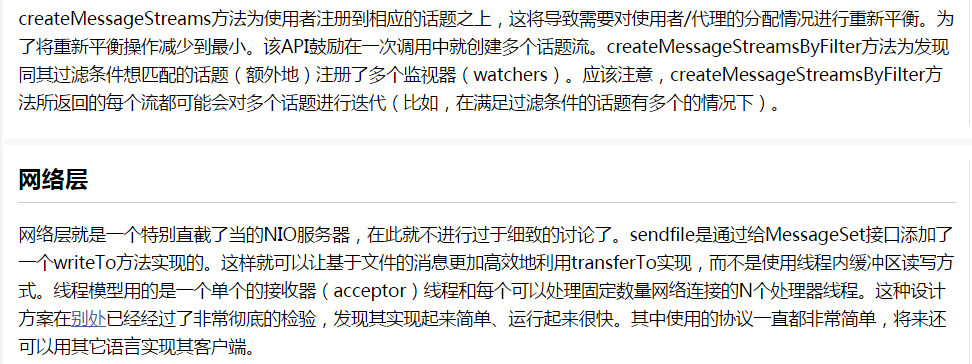 createMessageStreams方法为使用者注册到相应的话题之上，这将导致需要对使用者/代理的分配情况进行重新平衡。为
了将重新平衡操作减少到最小。该API鼓励在一次调用中就创建多个话题流。createMessageStreamsByFilter方法为发现
同其过滤条件想匹配的话题（额外地）注册了多个监视器（watchers）。应该注意，createMessageStreamsByFilter方
法所返回的每个流都可能会对多个话题进行迭代（比如，在满足过滤条件的话题有多个的情况下）。
网络层
网络层就是一个特别直截了当的NIO服务器，在此就不进行过于细致的讨论了。sendfile是通过给MessageSet接口添加了
一个writeTo方法实现的。这样就可以让基于文件的消息更加高效地利用transferTo实现，而不是使用线程内缓冲区读写方
式。线程模型用的是一个单个的接收器（acceptor）线程和每个可以处理固定数量网络连接的N个处理器线程。这种设计
方案在别处已经经过了非常彻底的检验，发现其实现起来简单、运行起来很快。其中使用的协议一直都非常简单，将来还
可以用其它语言实现其客户端。